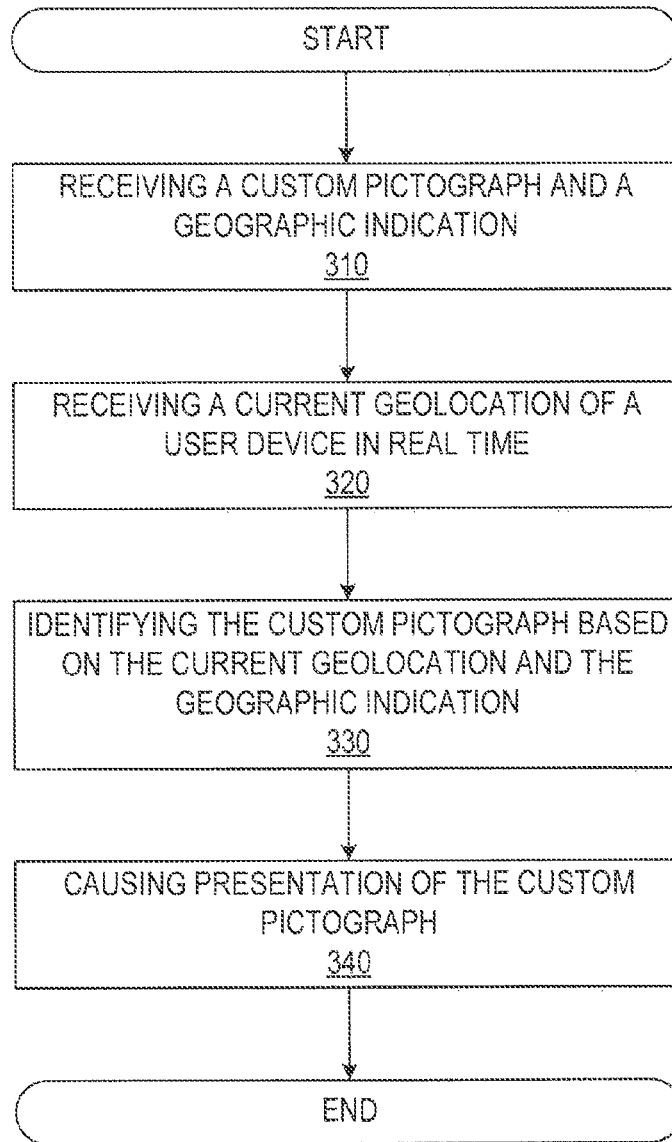 START
RECEIVING A CUSTOM PICTOGRAPH AND A
GEOGRAPHIC INDICATION
310
RECEIVING A CURRENT GEOLOCATION OF A
USER DEVICE IN REAL TIME
320
IDENTIFYING THE CUSTOM PICTOGRAPH BASED
ON THE CURRENT GEOLOCATION AND THE
GEOGRAPHIC INDICATION
330
CAUSING PRESENTATION OF THE CUSTOM
PICTOGRAPH
340
END